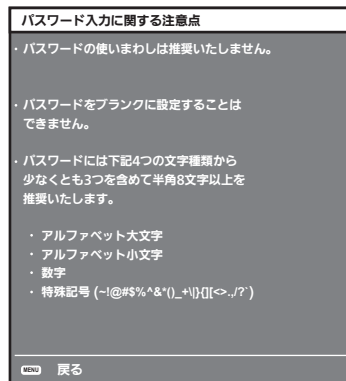 パスワード入力に関する注意点
・パスワードの使いまわしは推奨いたしません。
・パスワードをブランクに設定することは
できません。
・パスワードには下記4つの文字種類から
少なくとも3つを含めて半角8文字以上を
推奨いたします。
・ アルファベット大文字
・ アルファベット小文字
・ 数字
・ 特殊記号 (~!@#$%^&*()_+\|}{][<>.,/?`)
MENU 戻る